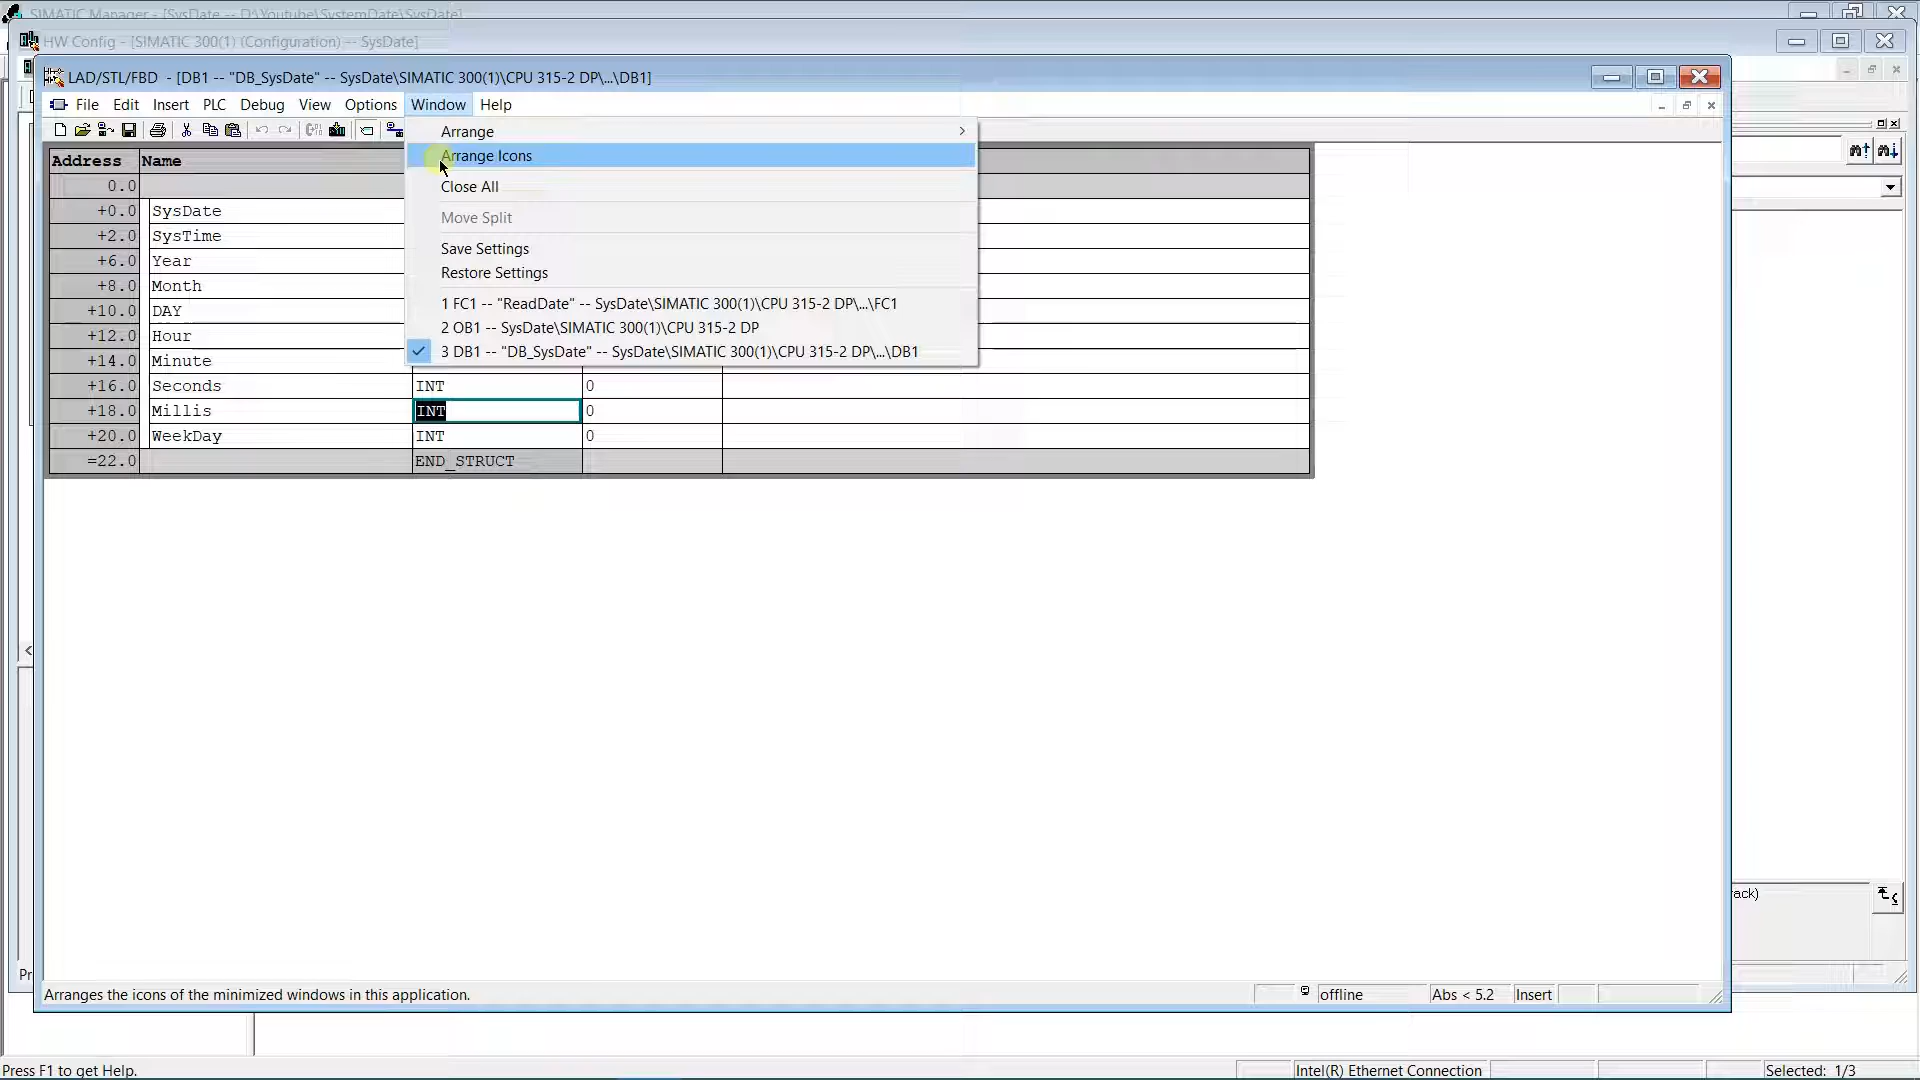 SIMATIC Manager - [SysDate -- D:\Youtube\SystemDate\SysDate]
HW Config - [SIMATIC 300(1) (Configuration) -- SysDate]
LAD/STL/FBD - [DB1 -- "DB_SysDate" -- SysDate\SIMATIC 300(1)\CPU 315-2 DP\...\DB1]
File Edit Insert PLC Debug View Options Window Help
Arrange
Arrange Icons
Close All
Move Split
Save Settings
Restore Settings
1 FC1 -- "ReadDate" -- SysDate\SIMATIC 300(1)\CPU 315-2 DP\...\FC1
2 OB1 -- SysDate\SIMATIC 300(1)\CPU 315-2 DP
3 DB1 -- "DB_SysDate" -- SysDate\SIMATIC 300(1)\CPU 315-2 DP\...\DB1
Address Name
0.0
+0.0 SysDate
+2.0 SysTime
+6.0 Year
+8.0 Month
+10.0 DAY
+12.0 Hour
+14.0 Minute
+16.0 Seconds INT 0
+18.0 Millis INT 0
+20.0 WeekDay INT 0
=22.0 END_STRUCT
ack)
Pr
Arranges the icons of the minimized windows in this application.
offline Abs < 5.2 Insert
Press F1 to get Help.
Intel(R) Ethernet Connection Selected: 1/3